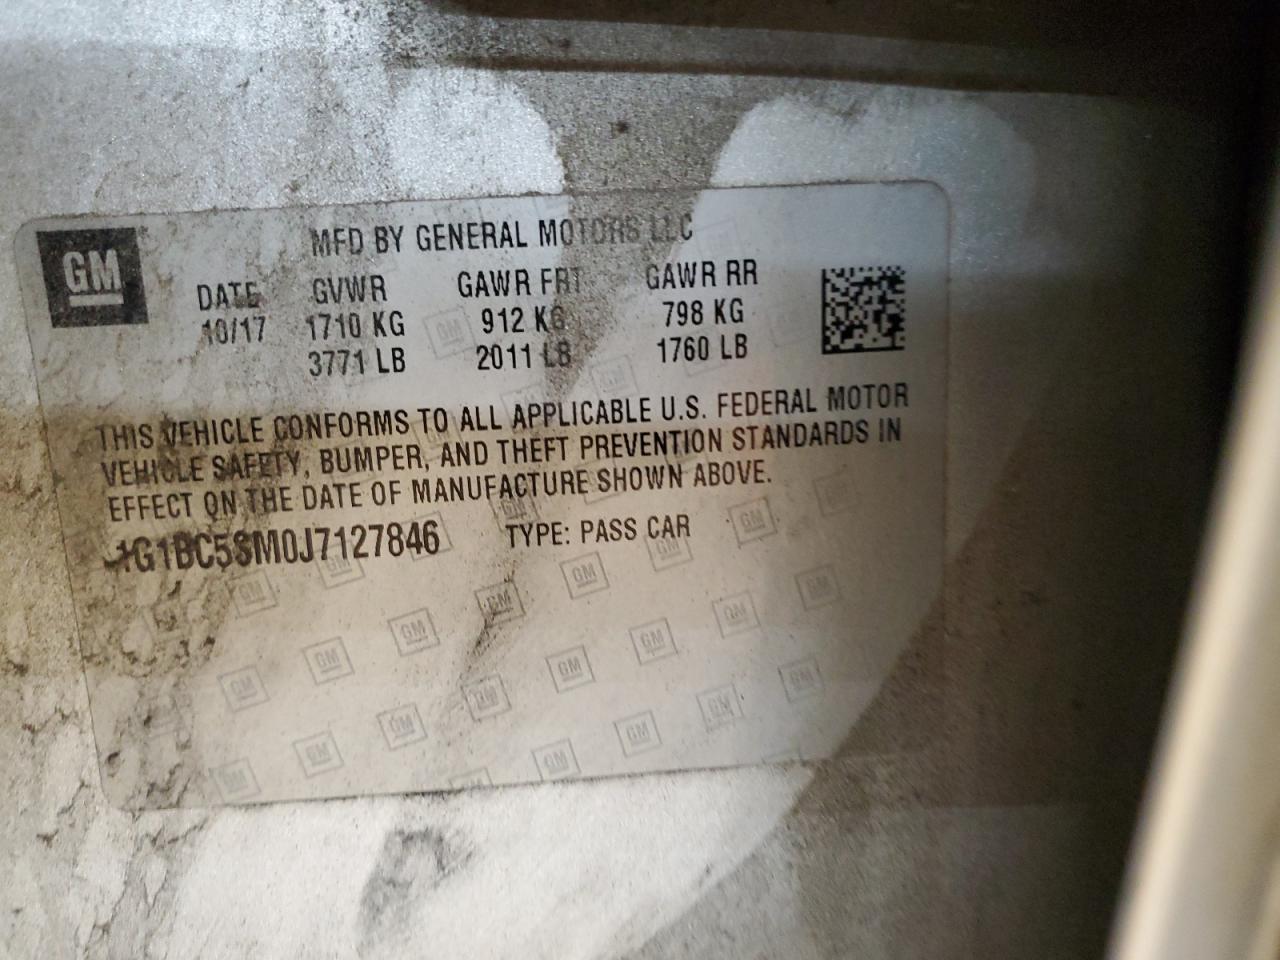 GM
MFD BY GENERAL MOTORS LLC
DATE GVWR GAWR FRT GAWR RR
10/17 1710 KG 912 KG 798 KG
3771 LB 2011 LB 1760 LB
THIS VEHICLE CONFORMS TO ALL APPLICABLE U.S. FEDERAL MOTOR
VEHICLE SAFETY, BUMPER, AND THEFT PREVENTION STANDARDS IN
EFFECT ON THE DATE OF MANUFACTURE SHOWN ABOVE.
1G1BC5SM0J7127846 TYPE: PASS CAR